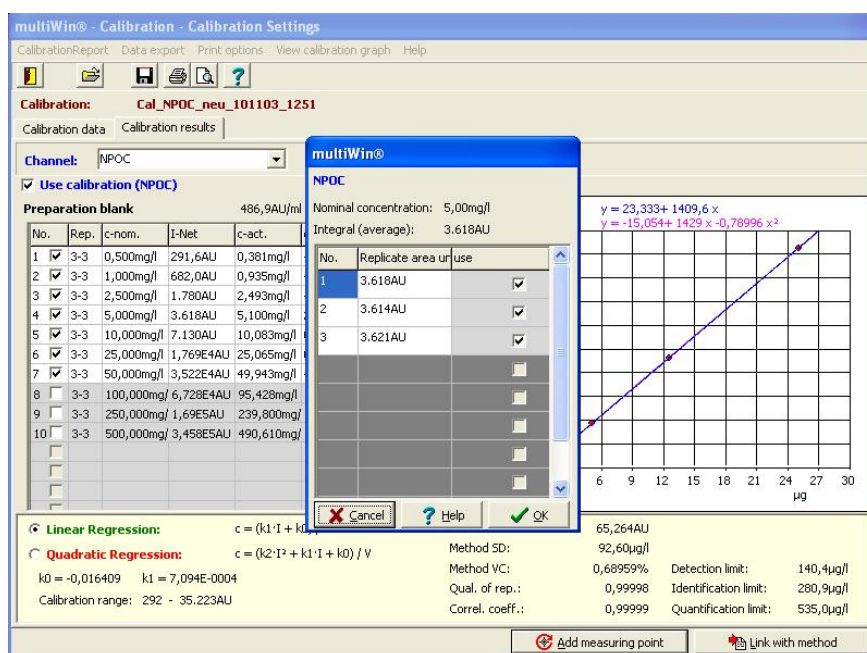 multiWin® - Calibration - Calibration Settings
CalibrationReport Data export Print options View calibration graph Help
Calibration: Cal_NPOC_neu_101103_1251
Calibration data Calibration results
Channel: NPOC
Use calibration (NPOC)
Preparation blank 486,9AU/ml
No. Rep. c-nom. I-Net c-act.
1 3-3 0,500mg/l 291,6AU 0,381mg/l
2 3-3 1,000mg/l 682,0AU 0,935mg/l
3 3-3 2,500mg/l 1.780AU 2,493mg/l
4 3-3 5,000mg/l 3.618AU 5,100mg/l
5 3-3 10,000mg/l 7.130AU 10,083mg/l
6 3-3 25,000mg/l 1,769E4AU 25,065mg/l
7 3-3 50,000mg/l 3,522E4AU 49,943mg/l
8 3-3 100,000mg/ 6,728E4AU 95,428mg/l
9 3-3 250,000mg/ 1,69E5AU 239,800mg/
10 3-3 500,000mg/ 3,458E5AU 490,610mg/
multiWin®
NPOC
Nominal concentration: 5,00mg/l
Integral (average): 3.618AU
No. Replicate area un use
1 3.618AU
2 3.614AU
3 3.621AU
Cancel Help OK
y = 23,333+ 1409,6 x
y = -15,054+ 1429 x -0,78996 x²
6 9 12 15 18 21 24 27 30
µg
Linear Regression: c = (k1·I + k0)
Quadratic Regression: c = (k2·I² + k1·I + k0) / V
k0 = -0,016409 k1 = 7,094E-0004
Calibration range: 292 - 35.223AU
65,264AU
Method SD: 92,60µg/l
Method VC: 0,68959% Detection limit: 140,4µg/l
Qual. of rep.: 0,99998 Identification limit: 280,9µg/l
Correl. coeff.: 0,99999 Quantification limit: 535,0µg/l
Add measuring point Link with method